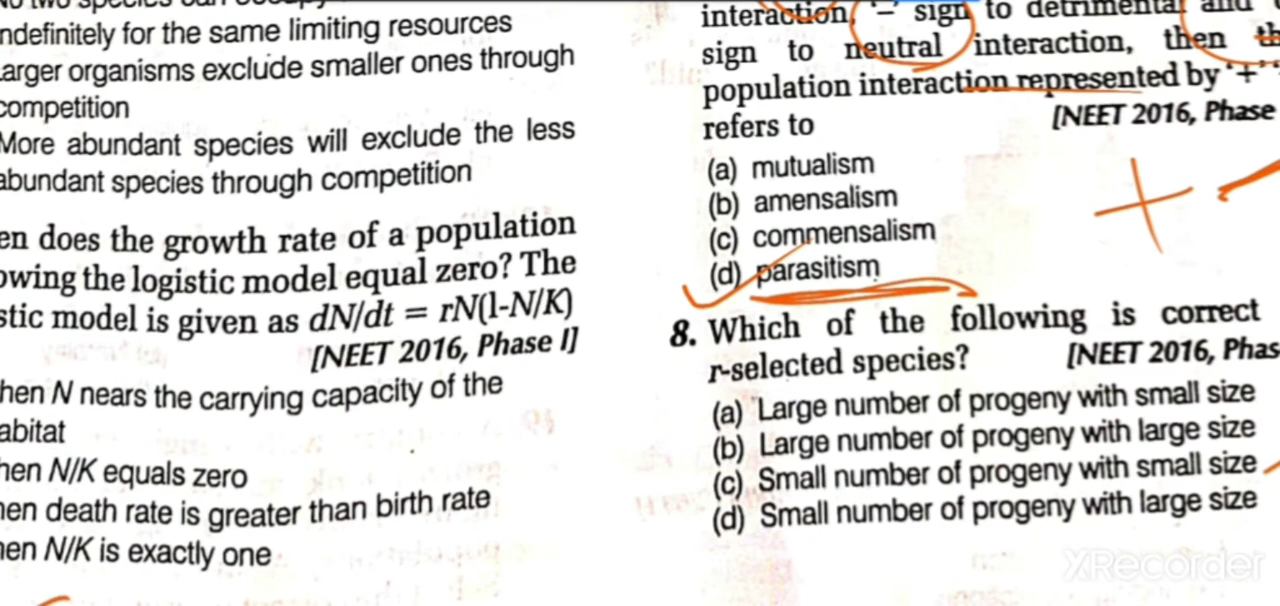 indefinitely for the same limiting resources
arger organisms exclude smaller ones through
competition
More abundant species will exclude the less
abundant species through competition
en does the growth rate of a population
owing the logistic model equal zero? The
stic model is given as dN/dt = rN(1-N/K)
[NEET 2016, Phase I]
hen N nears the carrying capacity of the
abitat
hen N/K equals zero
hen death rate is greater than birth rate
hen N/K is exactly one
interaction, '–' sign to detrimental and
sign to neutral interaction, then th
population interaction represented by '+'
refers to
[NEET 2016, Phase
(a) mutualism
(b) amensalism
(c) commensalism
(d) parasitism
+ –
8. Which of the following is correct
r-selected species?
[NEET 2016, Phas
(a) Large number of progeny with small size
(b) Large number of progeny with large size
(c) Small number of progeny with small size
(d) Small number of progeny with large size
XRecorder